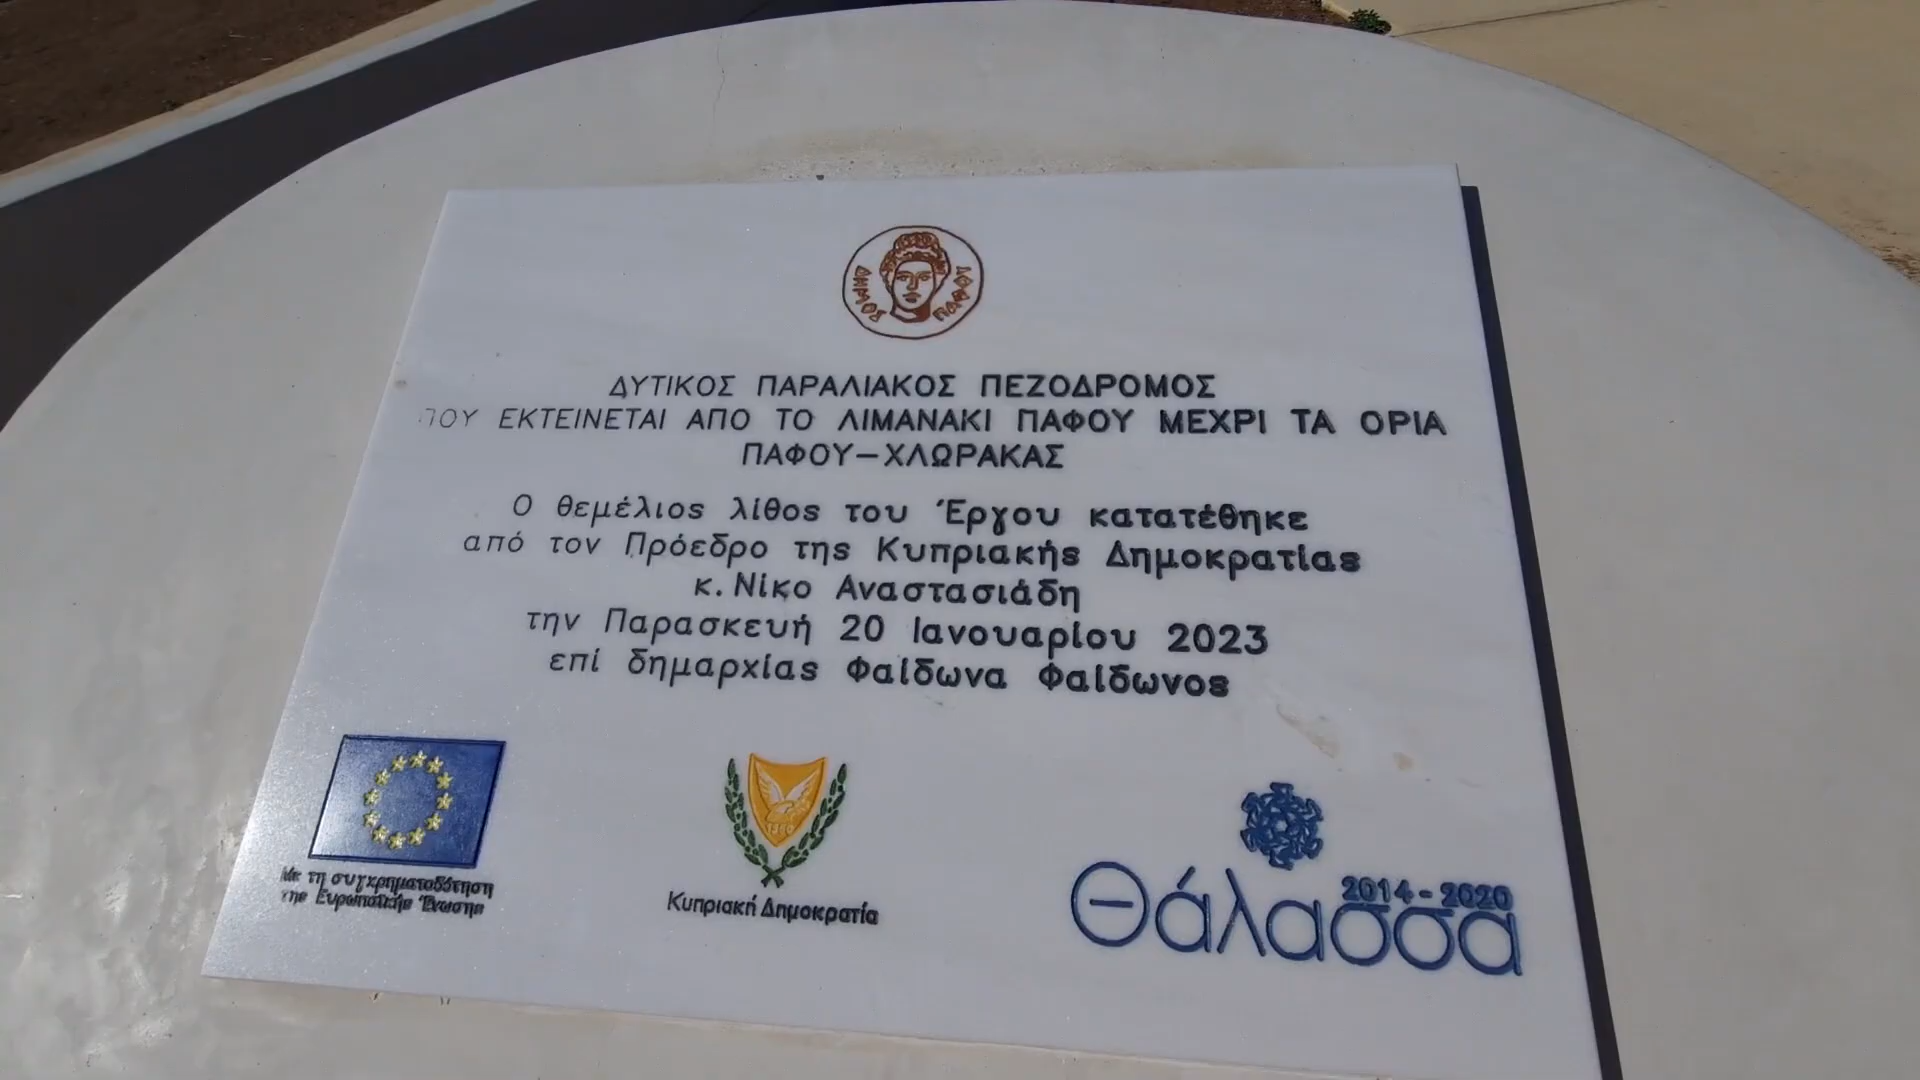 ΔΗΜΟΣ ΠΑΦΟΥ
ΔΥΤΙΚΟΣ ΠΑΡΑΛΙΑΚΟΣ ΠΕΖΟΔΡΟΜΟΣ
ΠΟΥ ΕΚΤΕΙΝΕΤΑΙ ΑΠΟ ΤΟ ΛΙΜΑΝΑΚΙ ΠΑΦΟΥ ΜΕΧΡΙ ΤΑ ΟΡΙΑ
ΠΑΦΟΥ–ΧΛΩΡΑΚΑΣ
Ο θεμέλιος λίθος του Έργου κατατέθηκε
από τον Πρόεδρο της Κυπριακής Δημοκρατίας
κ. Νίκο Αναστασιάδη
την Παρασκευή 20 Ιανουαρίου 2023
επί δημαρχίας Φαίδωνα Φαίδωνος
Με τη συγχρηματοδότηση
της Ευρωπαϊκής Ένωσης
1960
Κυπριακή Δημοκρατία
2014-2020
Θάλασσα